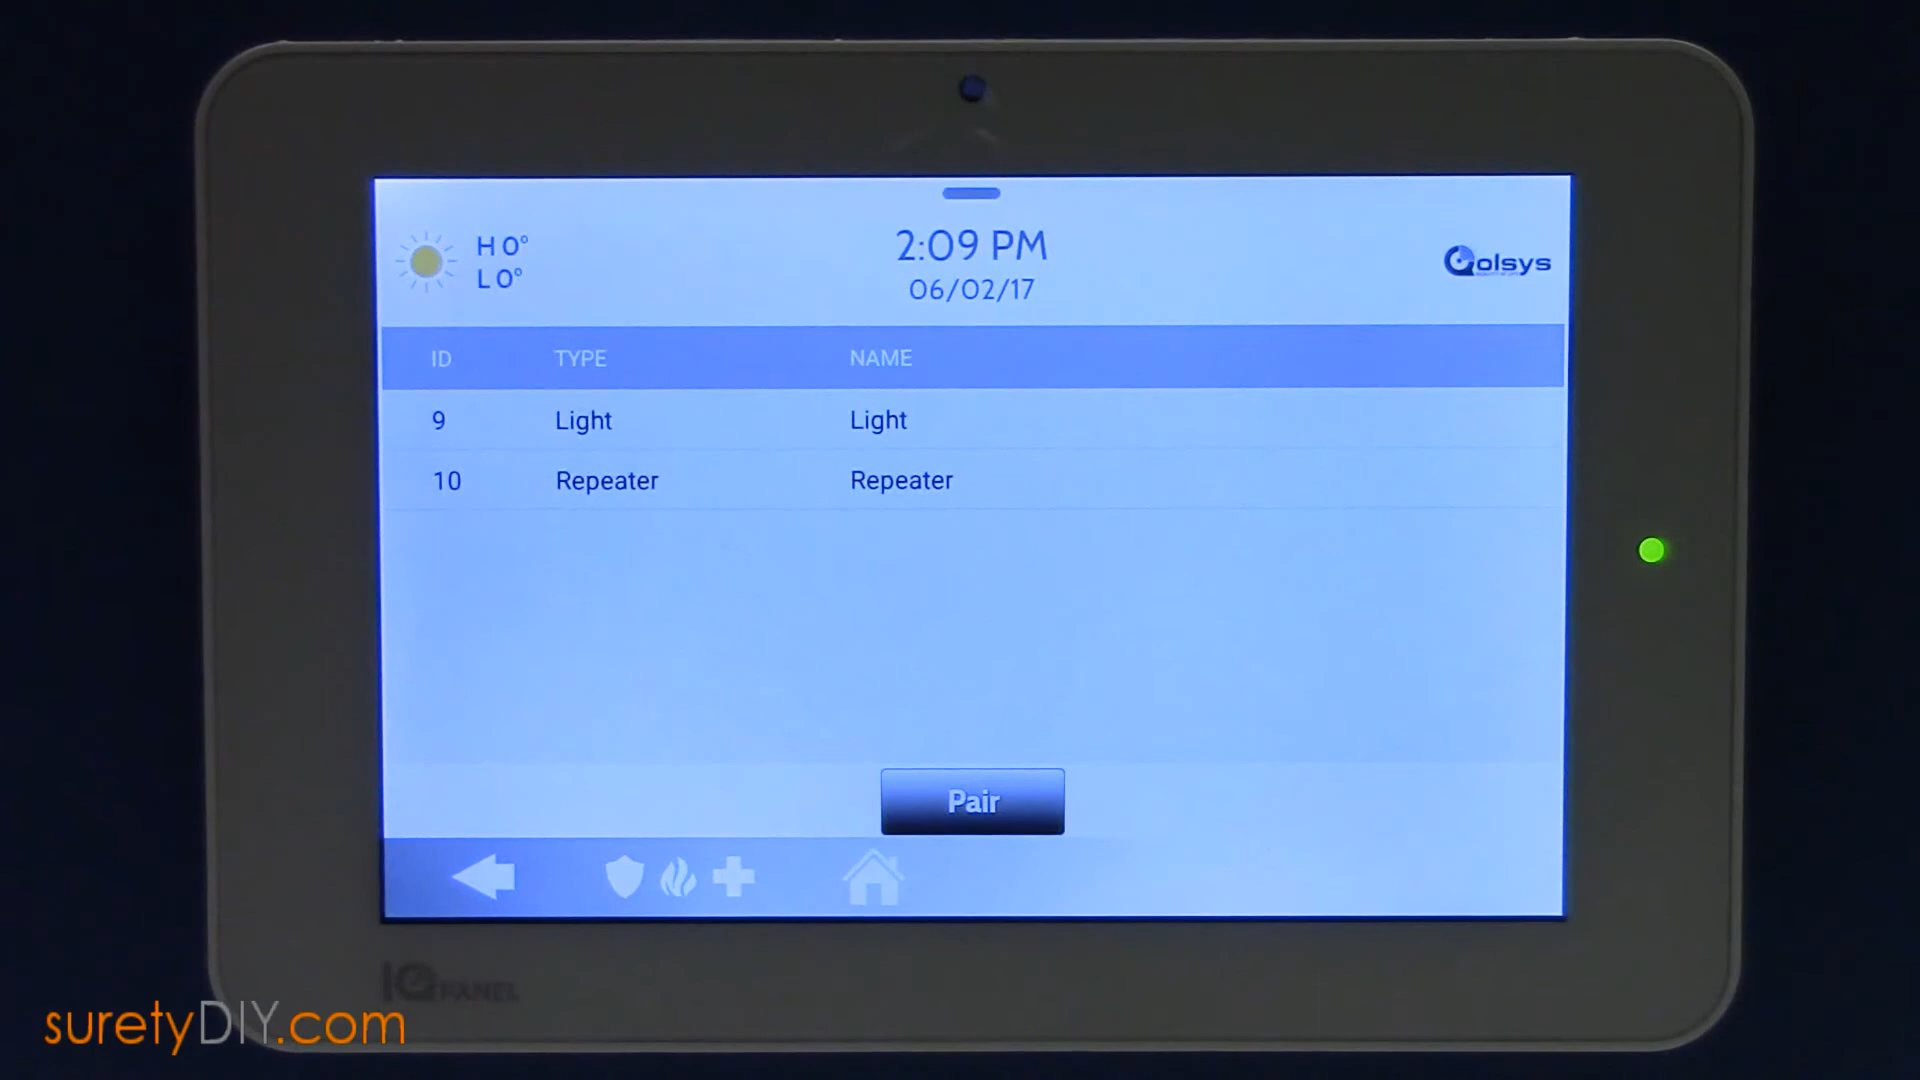 H 0°
L 0°
2:09 PM
06/02/17
Qolsys
ID TYPE NAME
9 Light Light
10 Repeater Repeater
Pair
IQ PANEL
suretyDIY.com